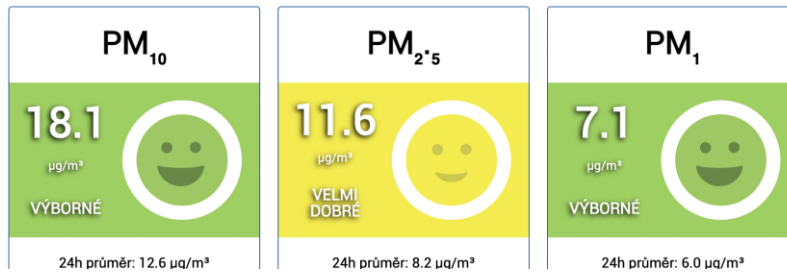 PM₁₀
18.1
µg/m³
VÝBORNÉ
24h průměr: 12.6 µg/m³
PM₂.₅
11.6
µg/m³
VELMI
DOBRÉ
24h průměr: 8.2 µg/m³
PM₁
7.1
µg/m³
VÝBORNÉ
24h průměr: 6.0 µg/m³